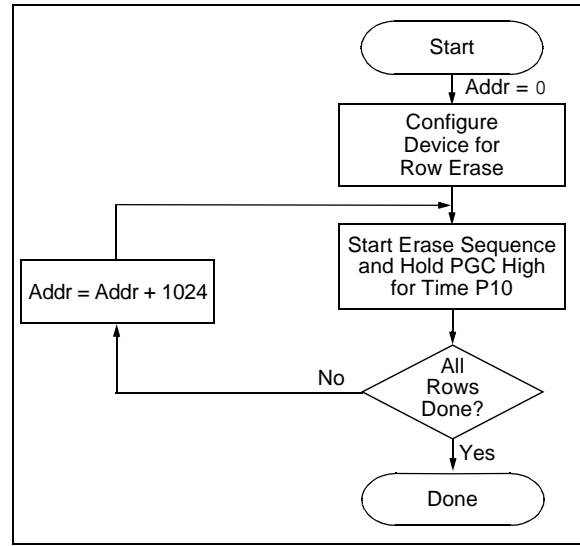 Start
Addr = 0
Configure
Device for
Row Erase
Start Erase Sequence
and Hold PGC High
for Time P10
Addr = Addr + 1024
All
Rows
Done?
No
Yes
Done